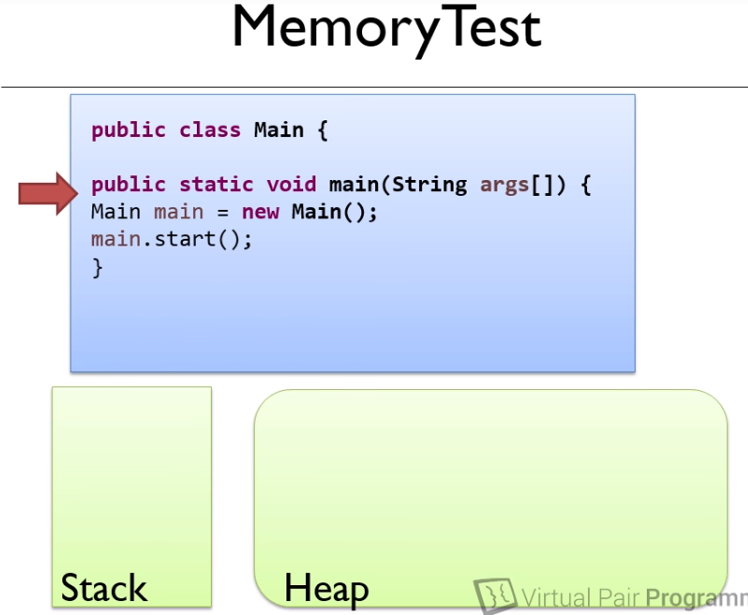 MemoryTest
public class Main {
public static void main(String args[]) {
Main main = new Main();
main.start();
}
Stack
Heap
}{ Virtual Pair Programm